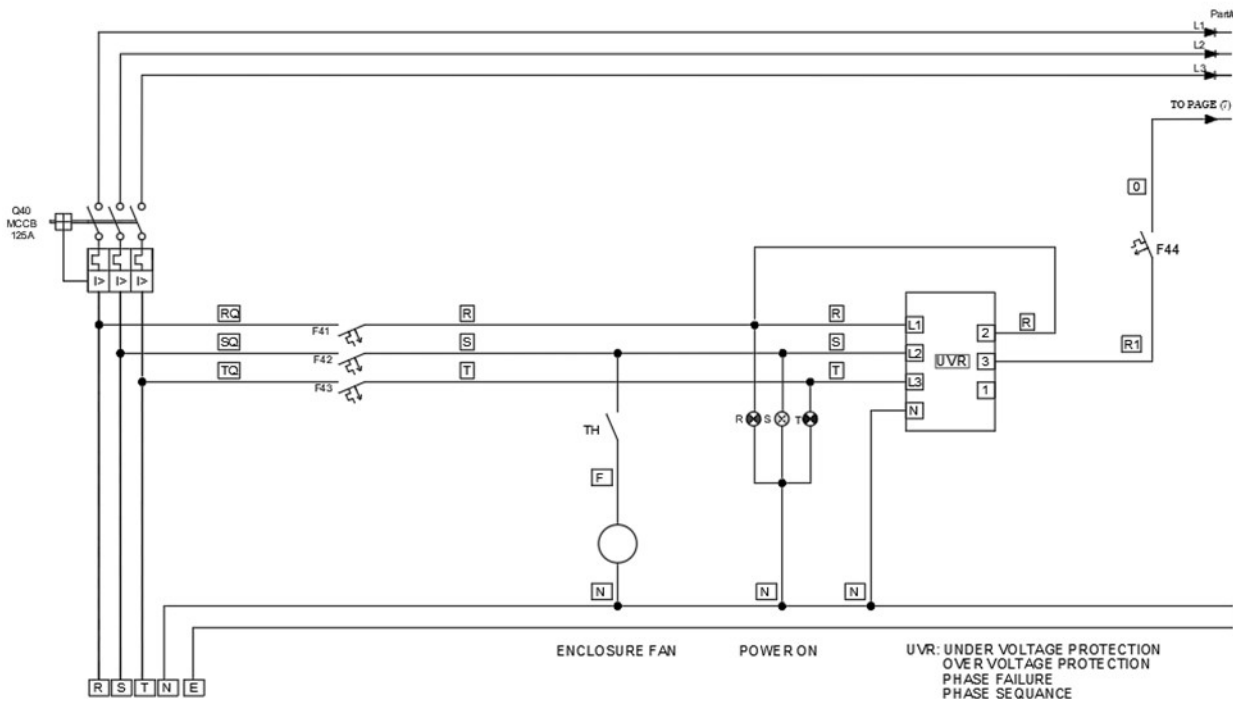 L1
L2
L3
TO PAGE (7)
Q40
MCCB
125A
I> I> I>
0
F44
RQ F41 R R L1 2 R
SQ F42 S S L2 UVR 3 R1
TQ F43 T T L3 1
N
TH
R S T
F
N N N
ENCLOSURE FAN
POWER ON
UVR: UNDER VOLTAGE PROTECTION
OVER VOLTAGE PROTECTION
PHASE FAILURE
PHASE SEQUANCE
R S T N E